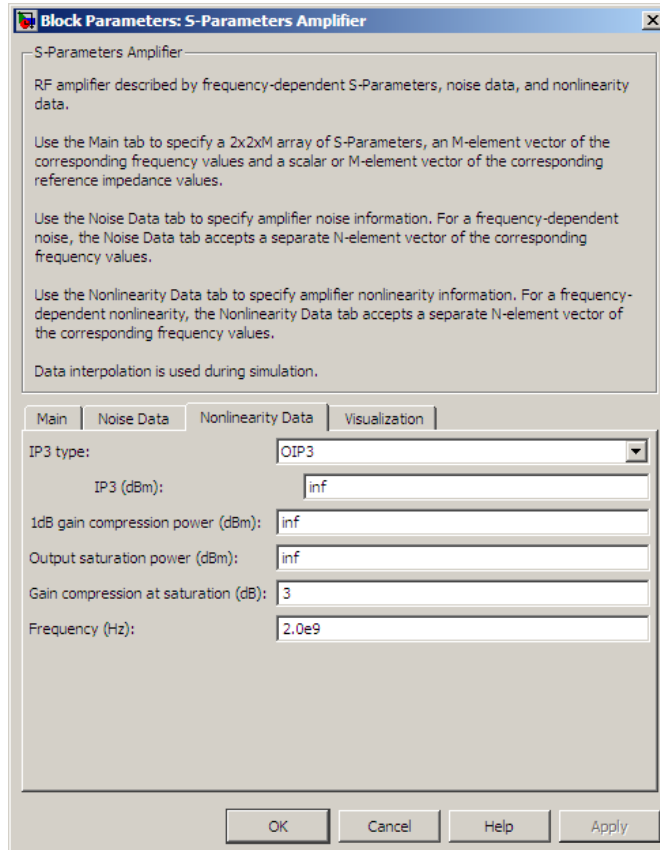 Block Parameters: S-Parameters Amplifier
S-Parameters Amplifier
RF amplifier described by frequency-dependent S-Parameters, noise data, and nonlinearity
data.
Use the Main tab to specify a 2x2xM array of S-Parameters, an M-element vector of the
corresponding frequency values and a scalar or M-element vector of the corresponding
reference impedance values.
Use the Noise Data tab to specify amplifier noise information. For a frequency-dependent
noise, the Noise Data tab accepts a separate N-element vector of the corresponding
frequency values.
Use the Nonlinearity Data tab to specify amplifier nonlinearity information. For a frequency-
dependent nonlinearity, the Nonlinearity Data tab accepts a separate N-element vector of
the corresponding frequency values.
Data interpolation is used during simulation.
Main Noise Data Nonlinearity Data Visualization
IP3 type: OIP3
IP3 (dBm): inf
1dB gain compression power (dBm): inf
Output saturation power (dBm): inf
Gain compression at saturation (dB): 3
Frequency (Hz): 2.0e9
OK Cancel Help Apply